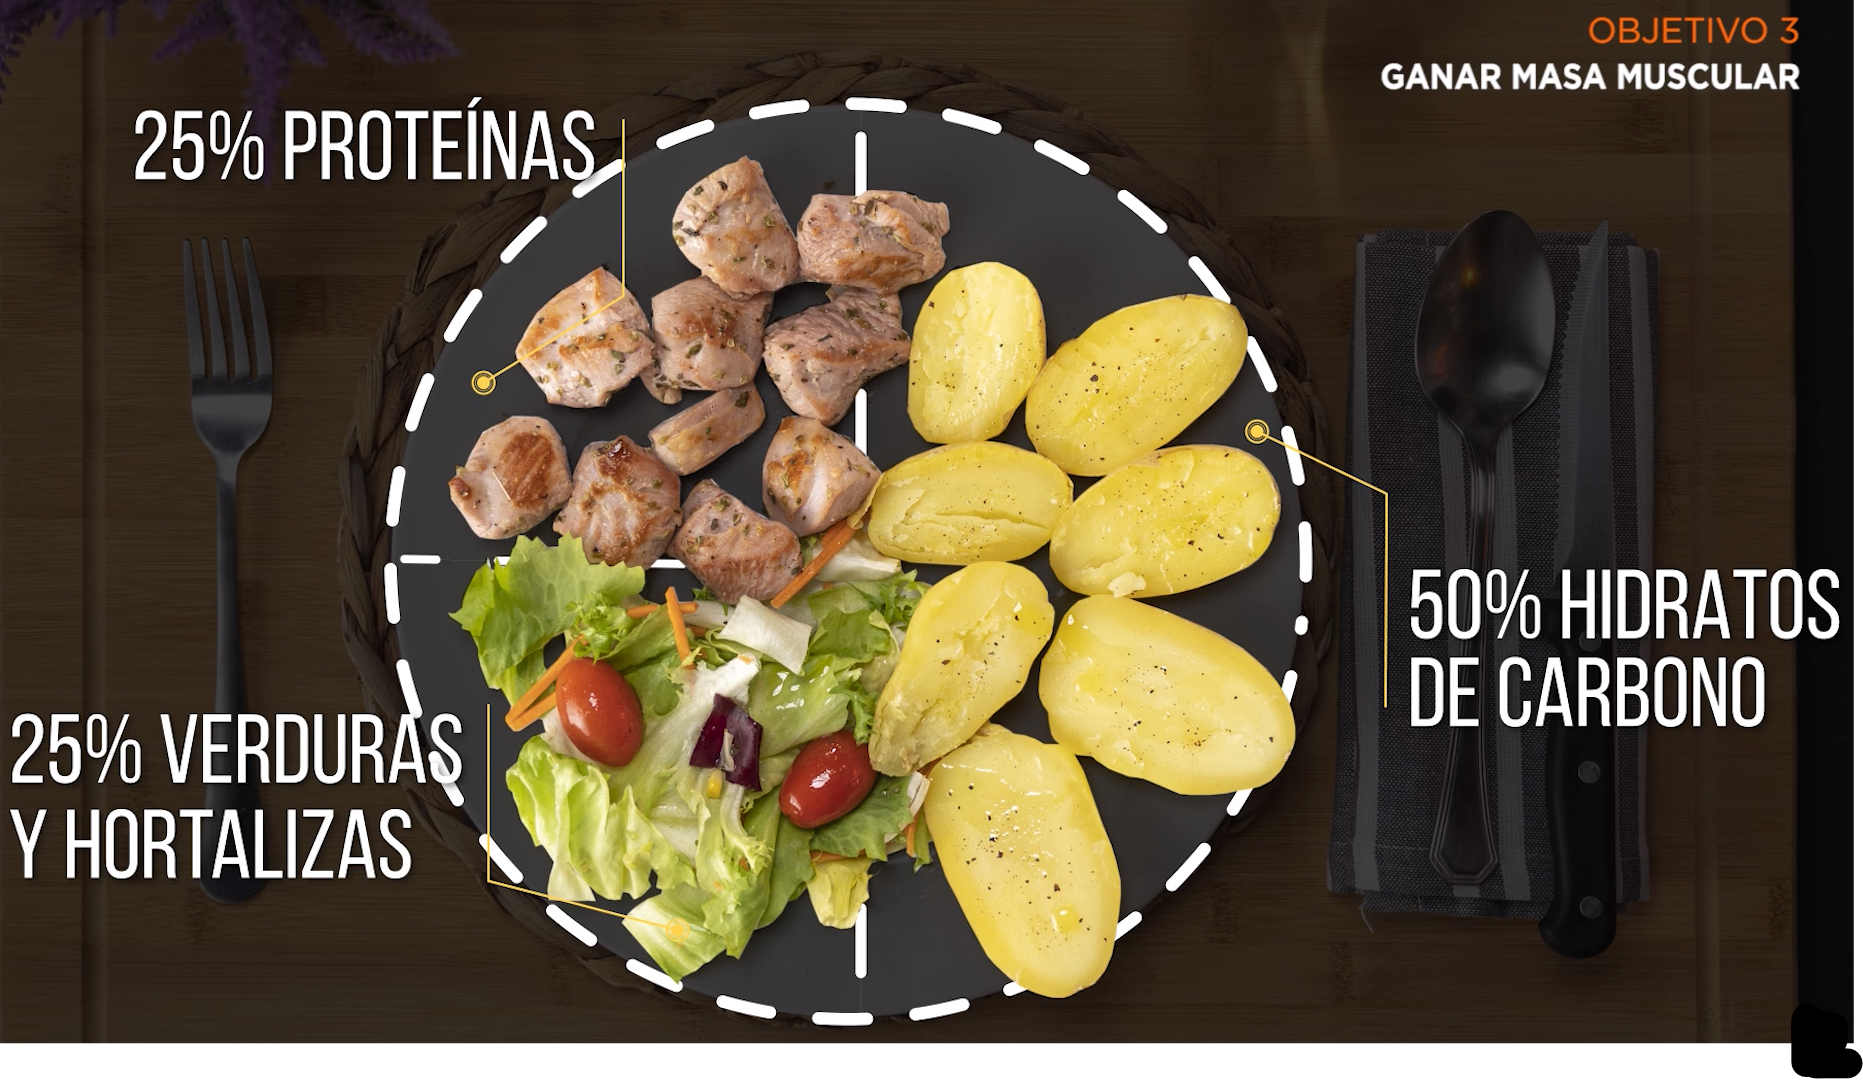 OBJETIVO 3
GANAR MASA MUSCULAR
25% PROTEÍNAS
50% HIDRATOS
DE CARBONO
25% VERDURAS
Y HORTALIZAS